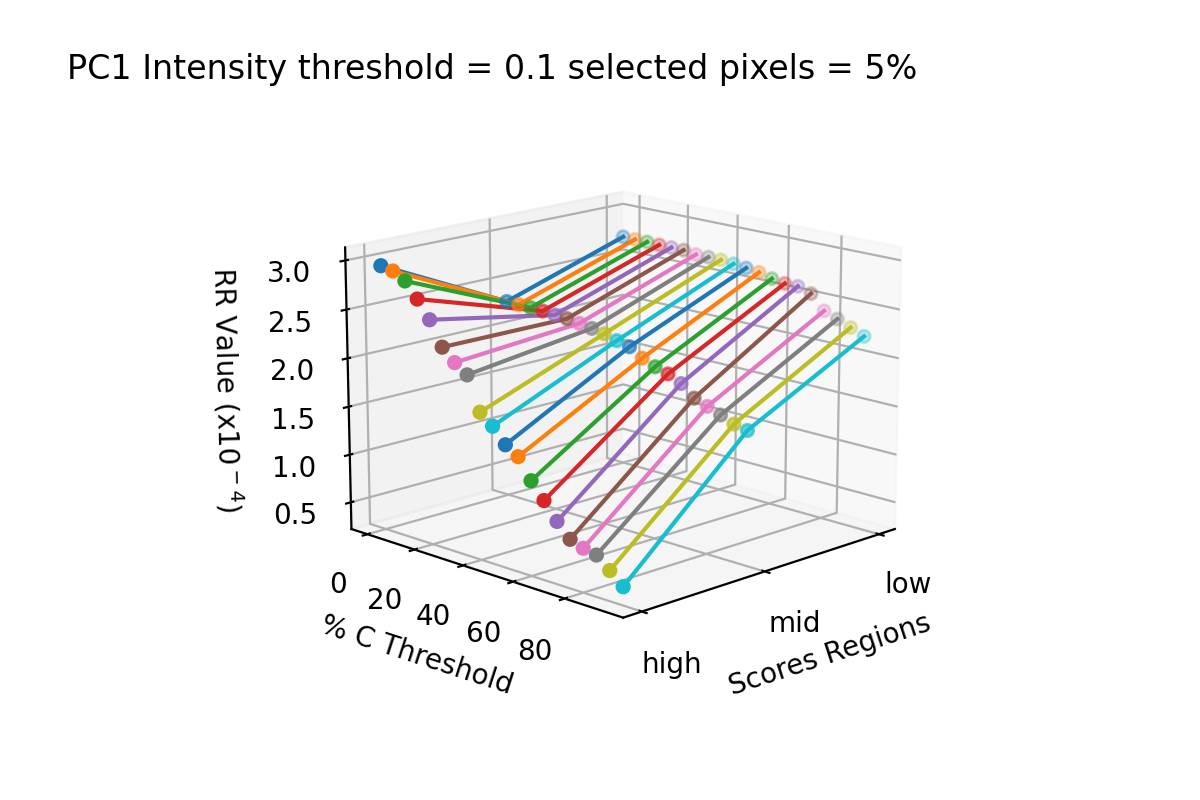 PC1 Intensity threshold = 0.1 selected pixels = 5%
RR Value (x10⁻⁴)
3.0
2.5
2.0
1.5
1.0
0.5
0
20
40
60
80
% C Threshold
high
mid
low
Scores Regions